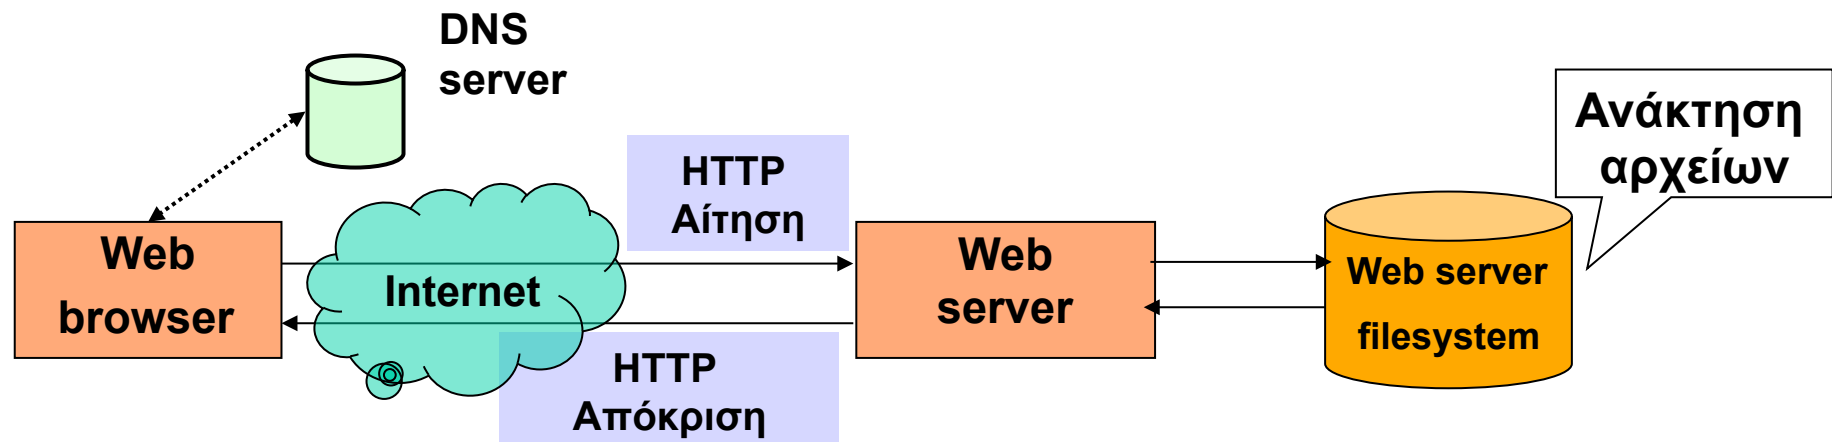 DNS
server
HTTP
Αίτηση
Ανάκτηση
αρχείων
Web
browser
Internet
Web
server
Web server
filesystem
HTTP
Απόκριση